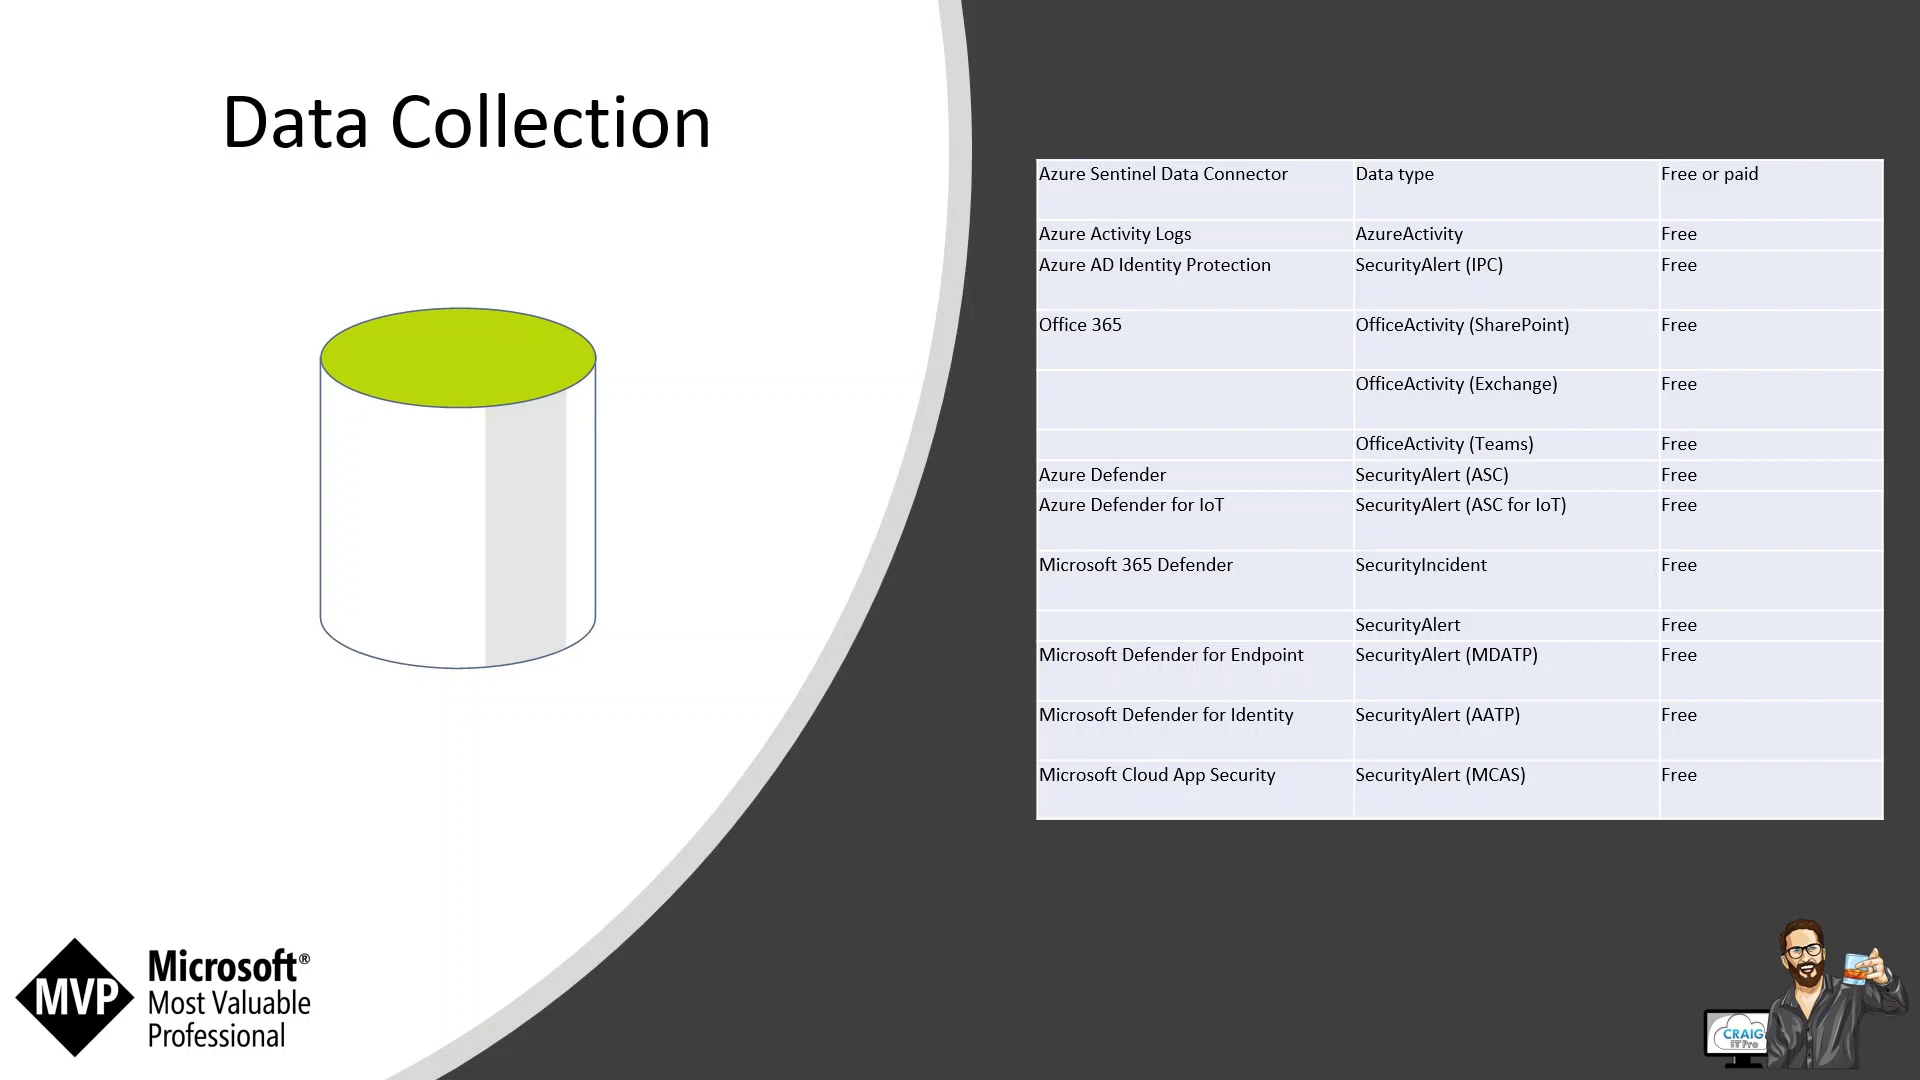 Data Collection
Azure Sentinel Data Connector Data type Free or paid
Azure Activity Logs AzureActivity Free
Azure AD Identity Protection SecurityAlert (IPC) Free
Office 365 OfficeActivity (SharePoint) Free
OfficeActivity (Exchange) Free
OfficeActivity (Teams) Free
Azure Defender SecurityAlert (ASC) Free
Azure Defender for IoT SecurityAlert (ASC for IoT) Free
Microsoft 365 Defender SecurityIncident Free
SecurityAlert Free
Microsoft Defender for Endpoint SecurityAlert (MDATP) Free
Microsoft Defender for Identity SecurityAlert (AATP) Free
Microsoft Cloud App Security SecurityAlert (MCAS) Free
MVP
Microsoft®
Most Valuable
Professional
CRAIG
IT Pro